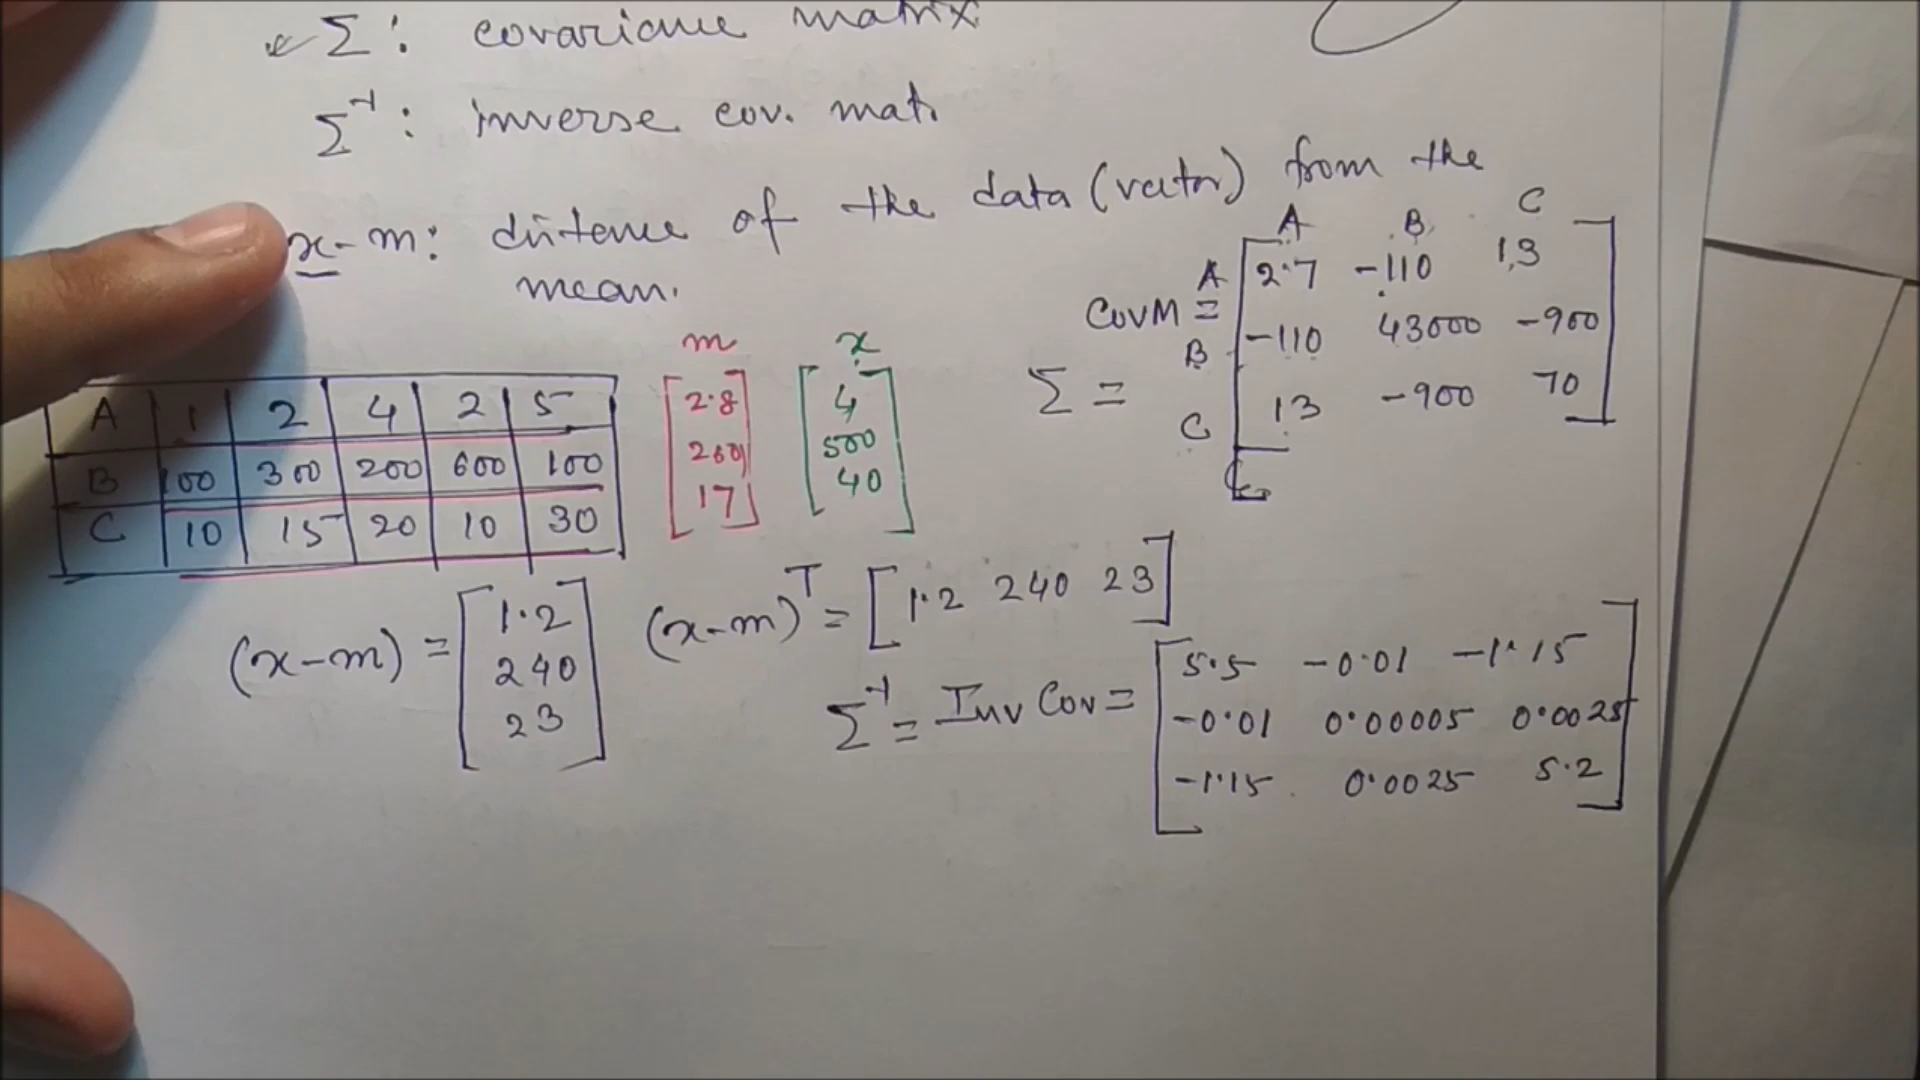 Σ: covariance matrix
Σ⁻¹: inverse cov. mat.
x-m: distance of the data (vector) from the
mean.
A B C
CovM = A 2.7 -110 1,3
B -110 43000 -900
Σ = C 13 -900 70
m x
A 1 2 4 2 5
B 100 300 200 600 100
C 10 15 20 10 30
2.8 4
260 500
17 40
(x-m) = [1.2 240 23]
(x-m)ᵀ = [1.2 240 23]
Σ⁻¹ = Inv Cov = 5.5 -0.01 -1.15
-0.01 0.00005 0.0025
-1.15 0.0025 5.2